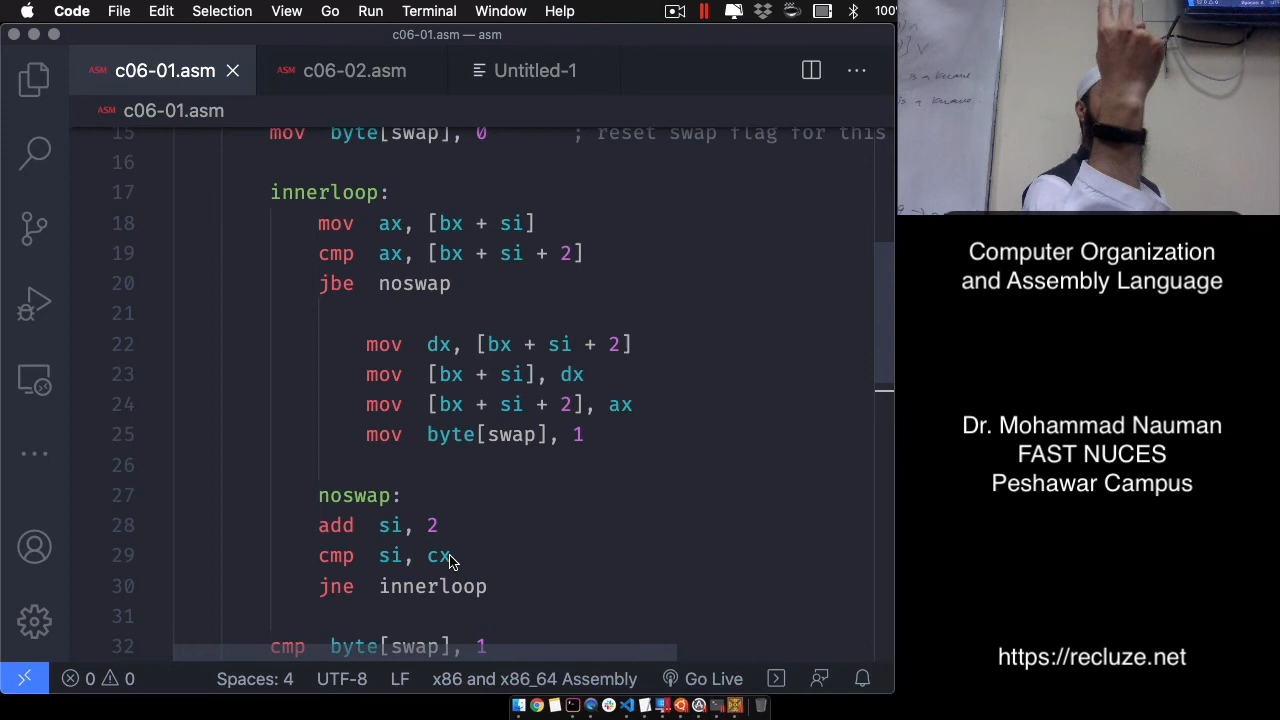 Code File Edit Selection View Go Run Terminal Window Help 100%
c06-01.asm — asm
ASM c06-01.asm ASM c06-02.asm Untitled-1
ASM c06-01.asm
15 mov byte[swap], 0 ; reset swap flag for this
16
17 innerloop:
18 mov ax, [bx + si]
19 cmp ax, [bx + si + 2]
20 jbe noswap
21
22 mov dx, [bx + si + 2]
23 mov [bx + si], dx
24 mov [bx + si + 2], ax
25 mov byte[swap], 1
26
27 noswap:
28 add si, 2
29 cmp si, cx
30 jne innerloop
31
32 cmp byte[swap], 1
0 0 Spaces: 4 UTF-8 LF x86 and x86_64 Assembly Go Live
Computer Organization
and Assembly Language
Dr. Mohammad Nauman
FAST NUCES
Peshawar Campus
https://recluze.net